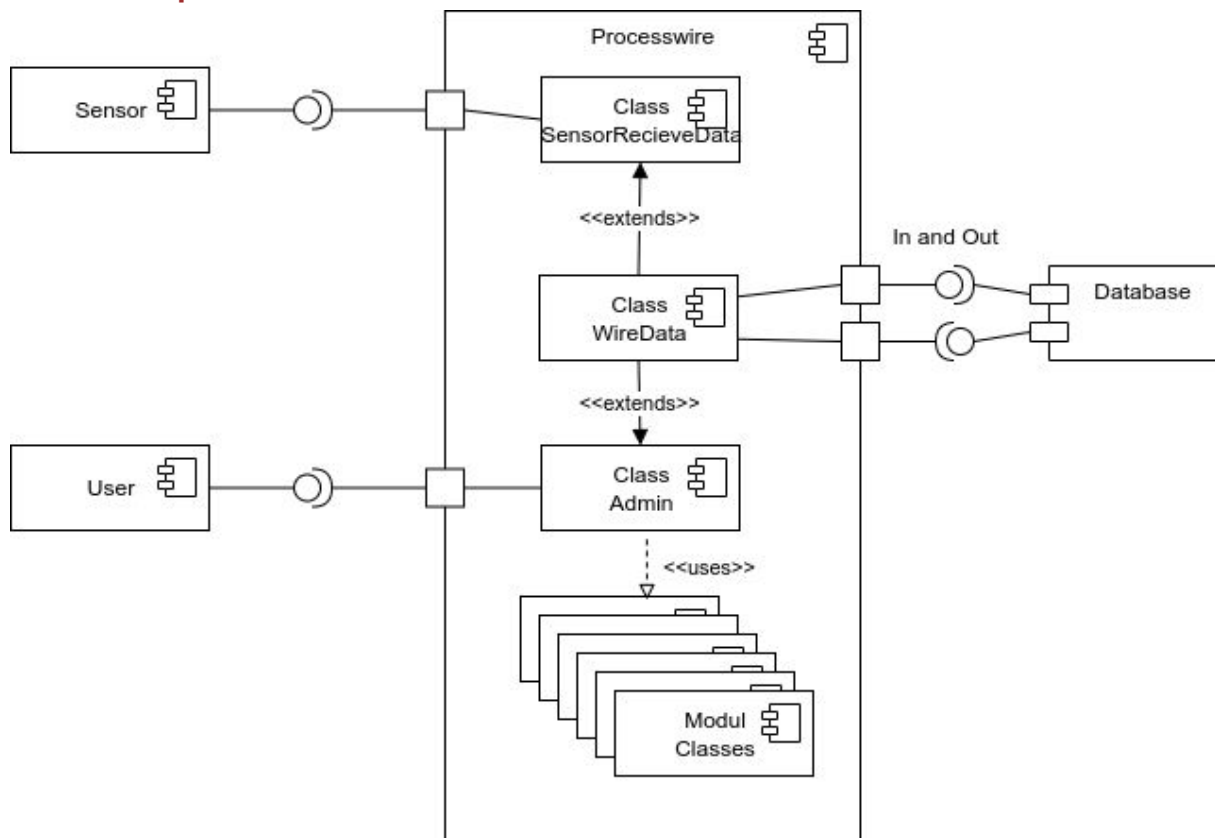 Processwire
Sensor
Class
SensorRecieveData
<<extends>>
In and Out
Class
WireData
Database
<<extends>>
User
Class
Admin
<<uses>>
Modul
Classes